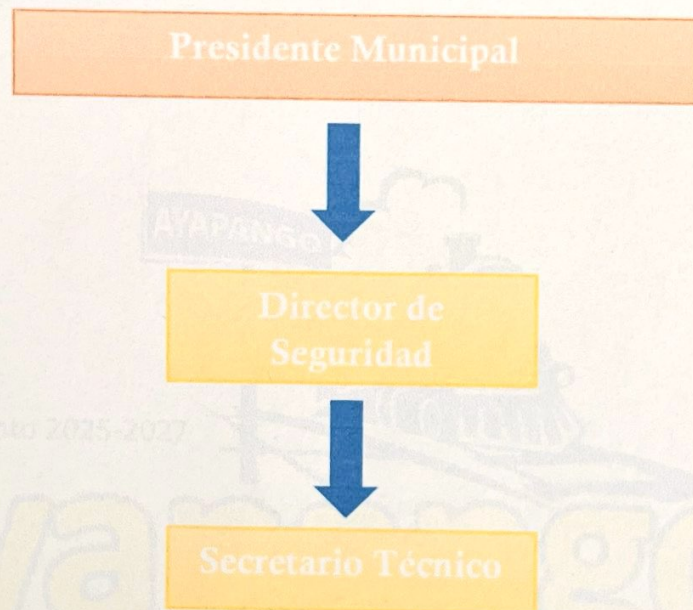 Presidente Municipal
AYAPANGO
Director de
Seguridad
2025-2027
Secretario Técnico